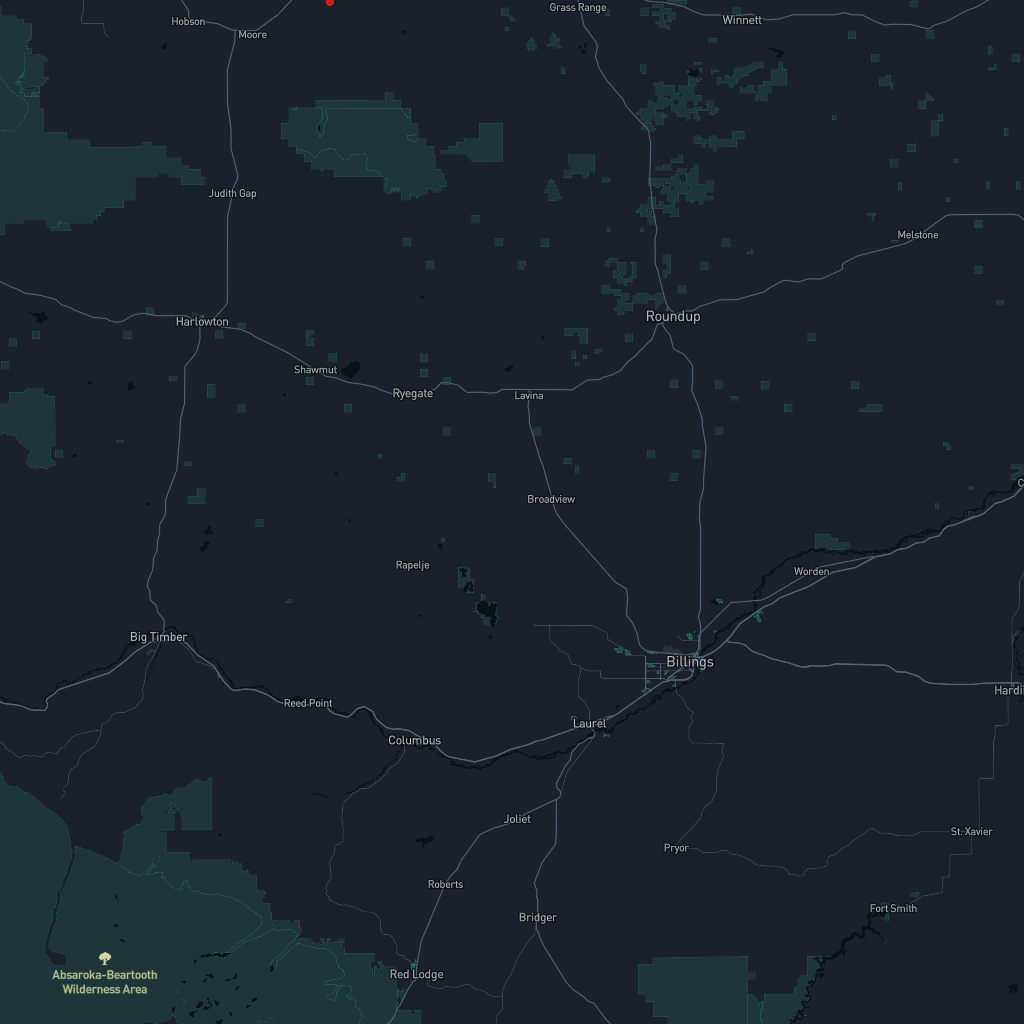 Grass Range
Hobson
Winnett
Moore
Judith Gap
Melstone
Roundup
Harlowton
Shawmut
Ryegate
Lavina
Broadview
C
Rapelje
Worden
Big Timber
Billings
Hardi
Reed Point
Laurel
Columbus
Joliet
St. Xavier
Pryor
Roberts
Fort Smith
Bridger
Red Lodge
Absaroka-Beartooth
Wilderness Area